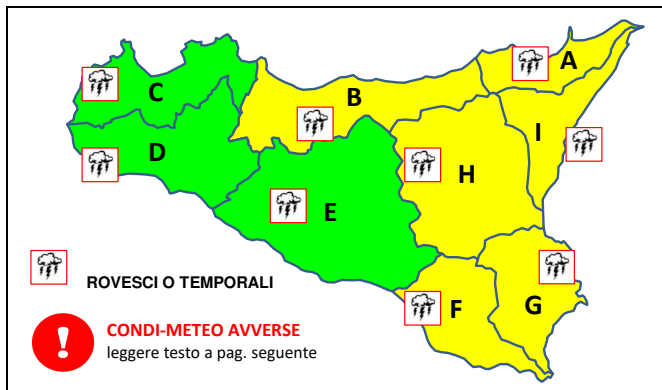 A
C
B
I
D
H
E
F
G
ROVESCI O TEMPORALI
!
CONDI-METEO AVVERSE
leggere testo a pag. seguente